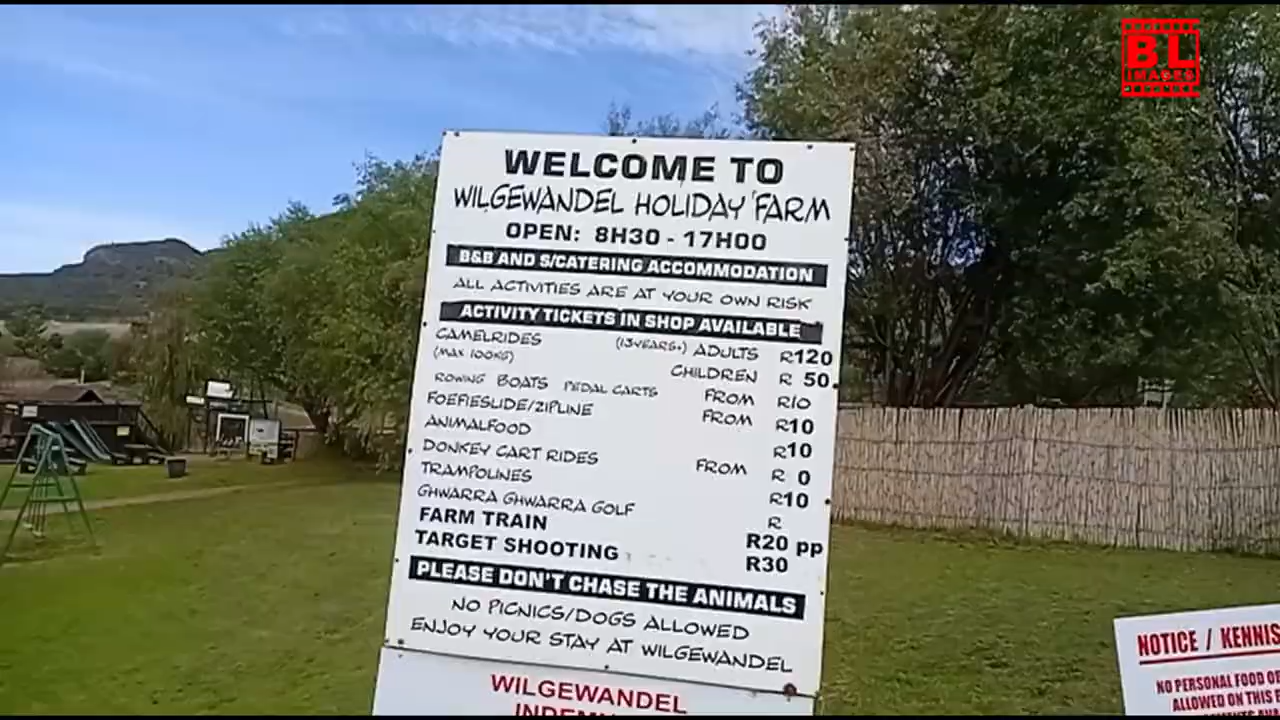 BL
IMAGES
WELCOME TO
WILGEWANDEL HOLIDAY FARM
OPEN: 8H30 - 17H00
B&B AND S/CATERING ACCOMMODATION
ALL ACTIVITIES ARE AT YOUR OWN RISK
ACTIVITY TICKETS IN SHOP AVAILABLE
CAMELRIDES (13YEARS+) ADULTS R120
(MAX 100KG) CHILDREN R 50
ROWING BOATS PEDAL CARTS FROM R10
FOEFIESLIDE/ZIPLINE FROM R10
ANIMALFOOD R10
DONKEY CART RIDES FROM R 0
TRAMPOLINES R10
GHWARRA GHWARRA GOLF R
FARM TRAIN R20 pp
TARGET SHOOTING R30
PLEASE DON'T CHASE THE ANIMALS
NO PICNICS/DOGS ALLOWED
ENJOY YOUR STAY AT WILGEWANDEL
WILGEWANDEL
NOTICE / KENNIS
NO PERSONAL FOOD
ALLOWED ON THIS